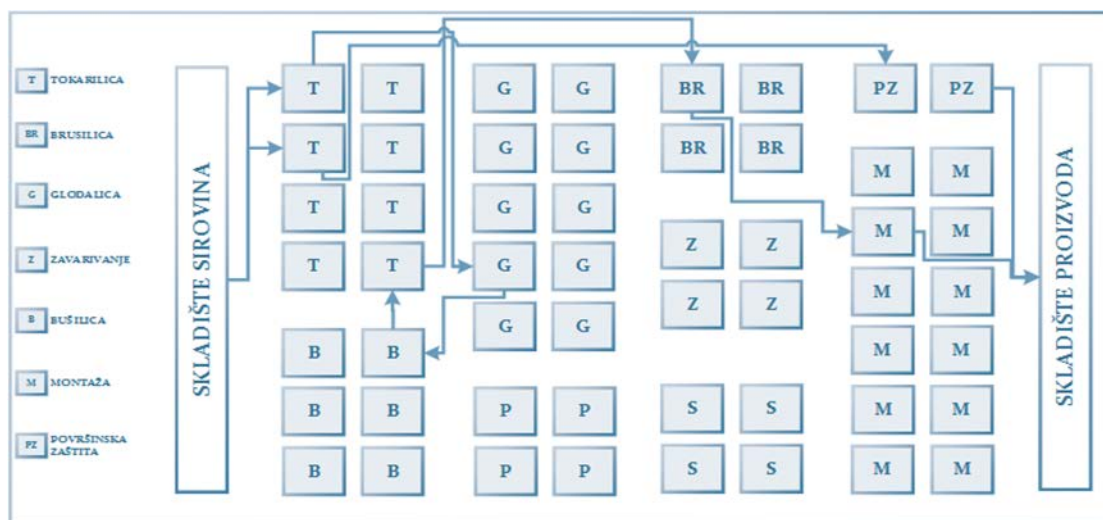 T TOKARILICA
BR BRUSILICA
G GLODALICA
Z ZAVARIVANJE
B BUŠILICA
M MONTAŽA
PZ POVRŠINSKA
ZAŠTITA
SKLADIŠTE SIROVINA
T T G G BR BR PZ PZ
T T G G BR BR M M
T T G G Z Z M M
T T G G Z Z M M
B B G G M M
B B P P S S M M
B B P P S S M M
SKLADIŠTE PROIZVODA